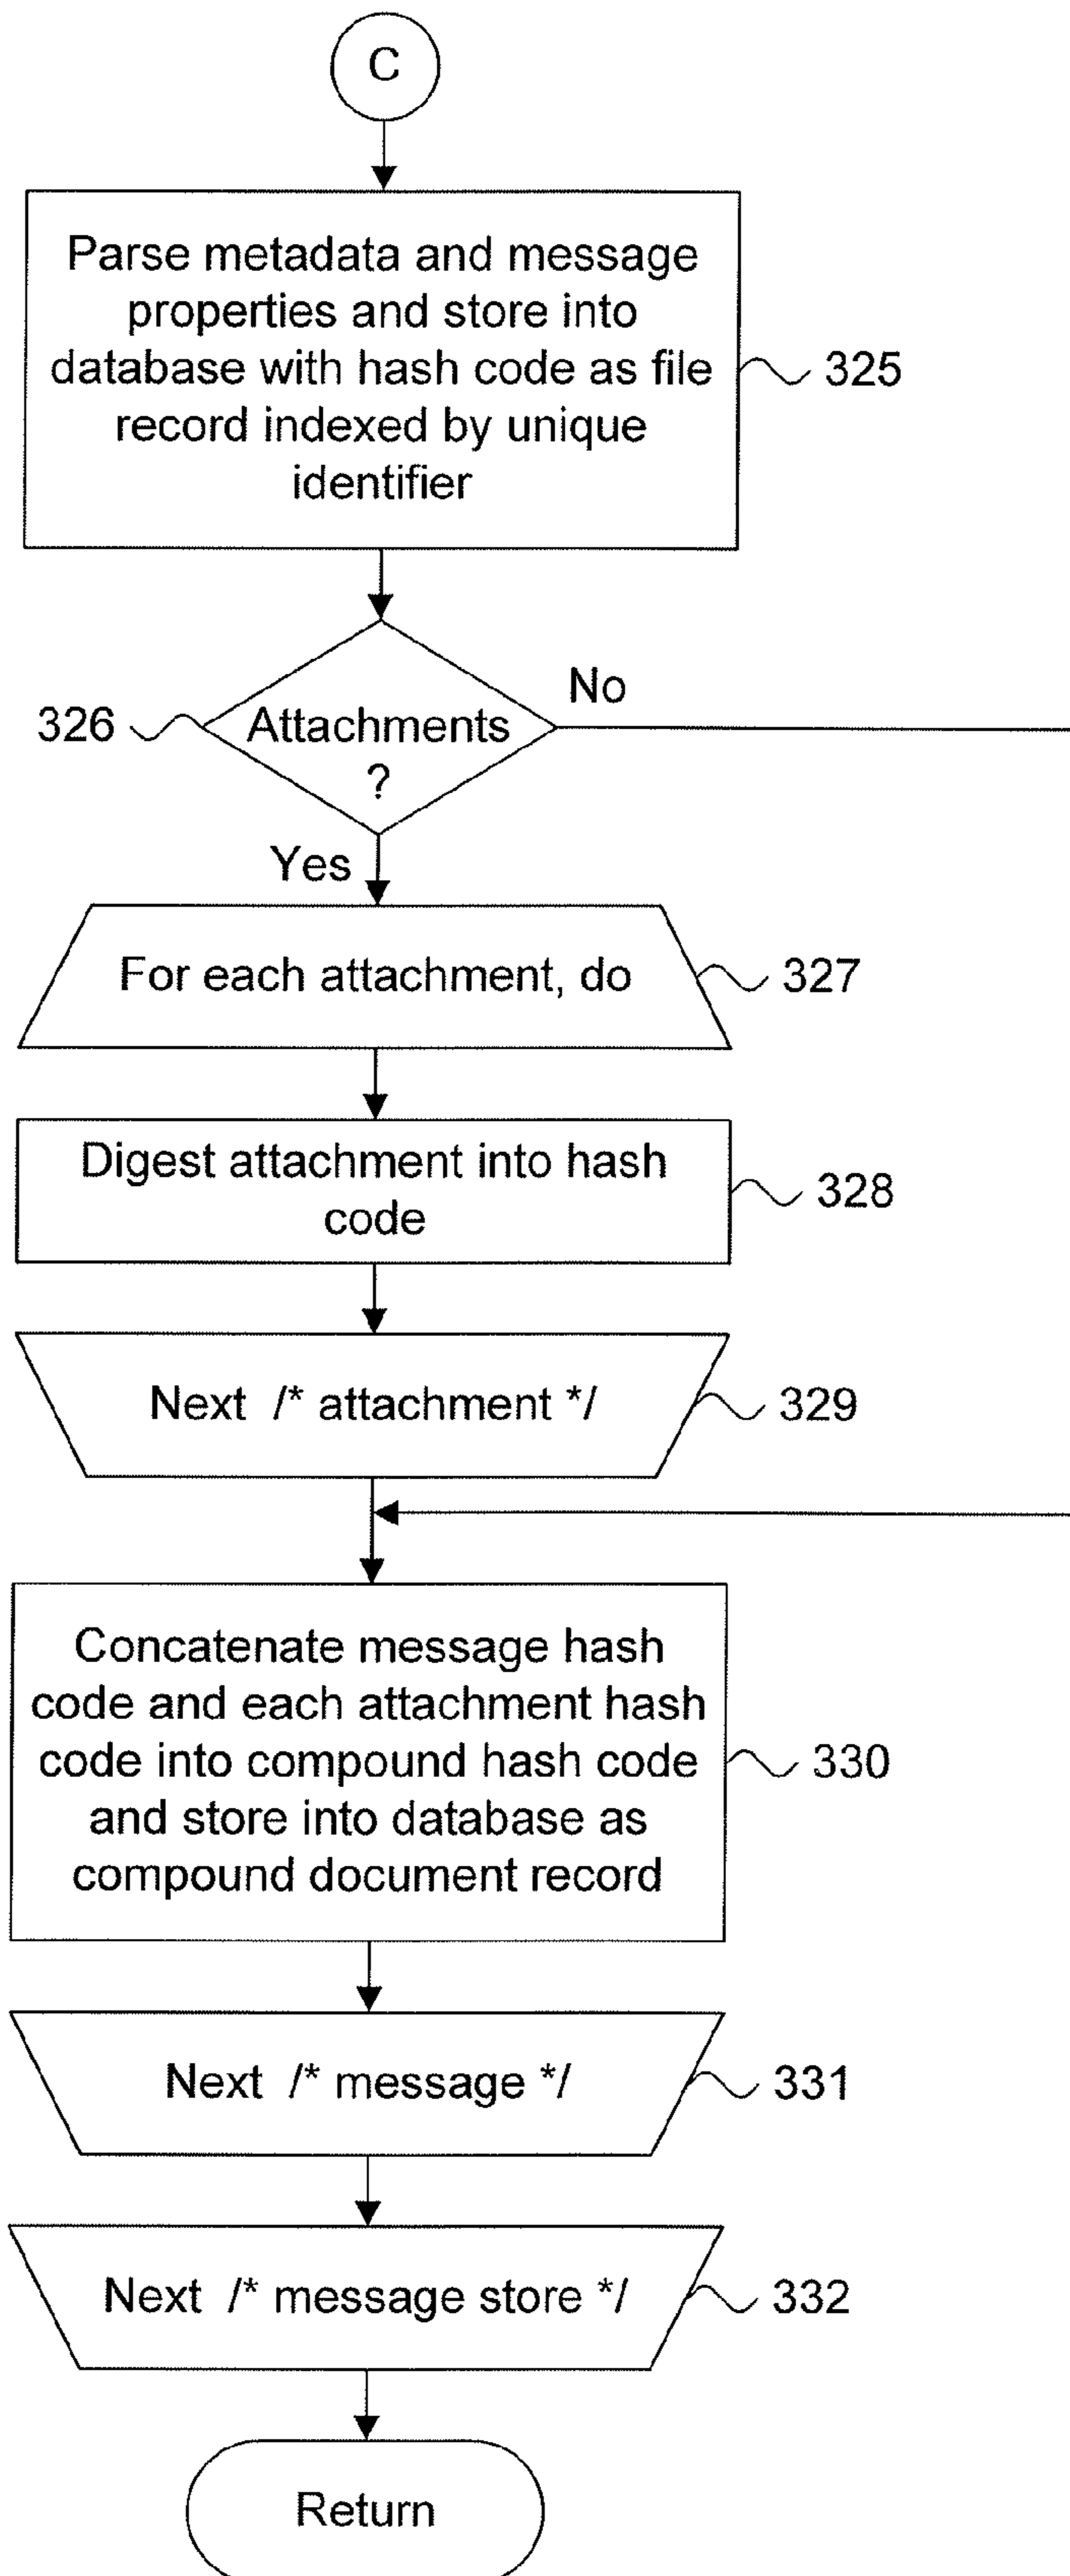 C
Parse metadata and message
properties and store into
database with hash code as file
record indexed by unique
identifier
325
326
Attachments
?
No
Yes
For each attachment, do
327
Digest attachment into hash
code
328
Next /* attachment */
329
Concatenate message hash
code and each attachment hash
code into compound hash code
and store into database as
compound document record
330
Next /* message */
331
Next /* message store */
332
Return